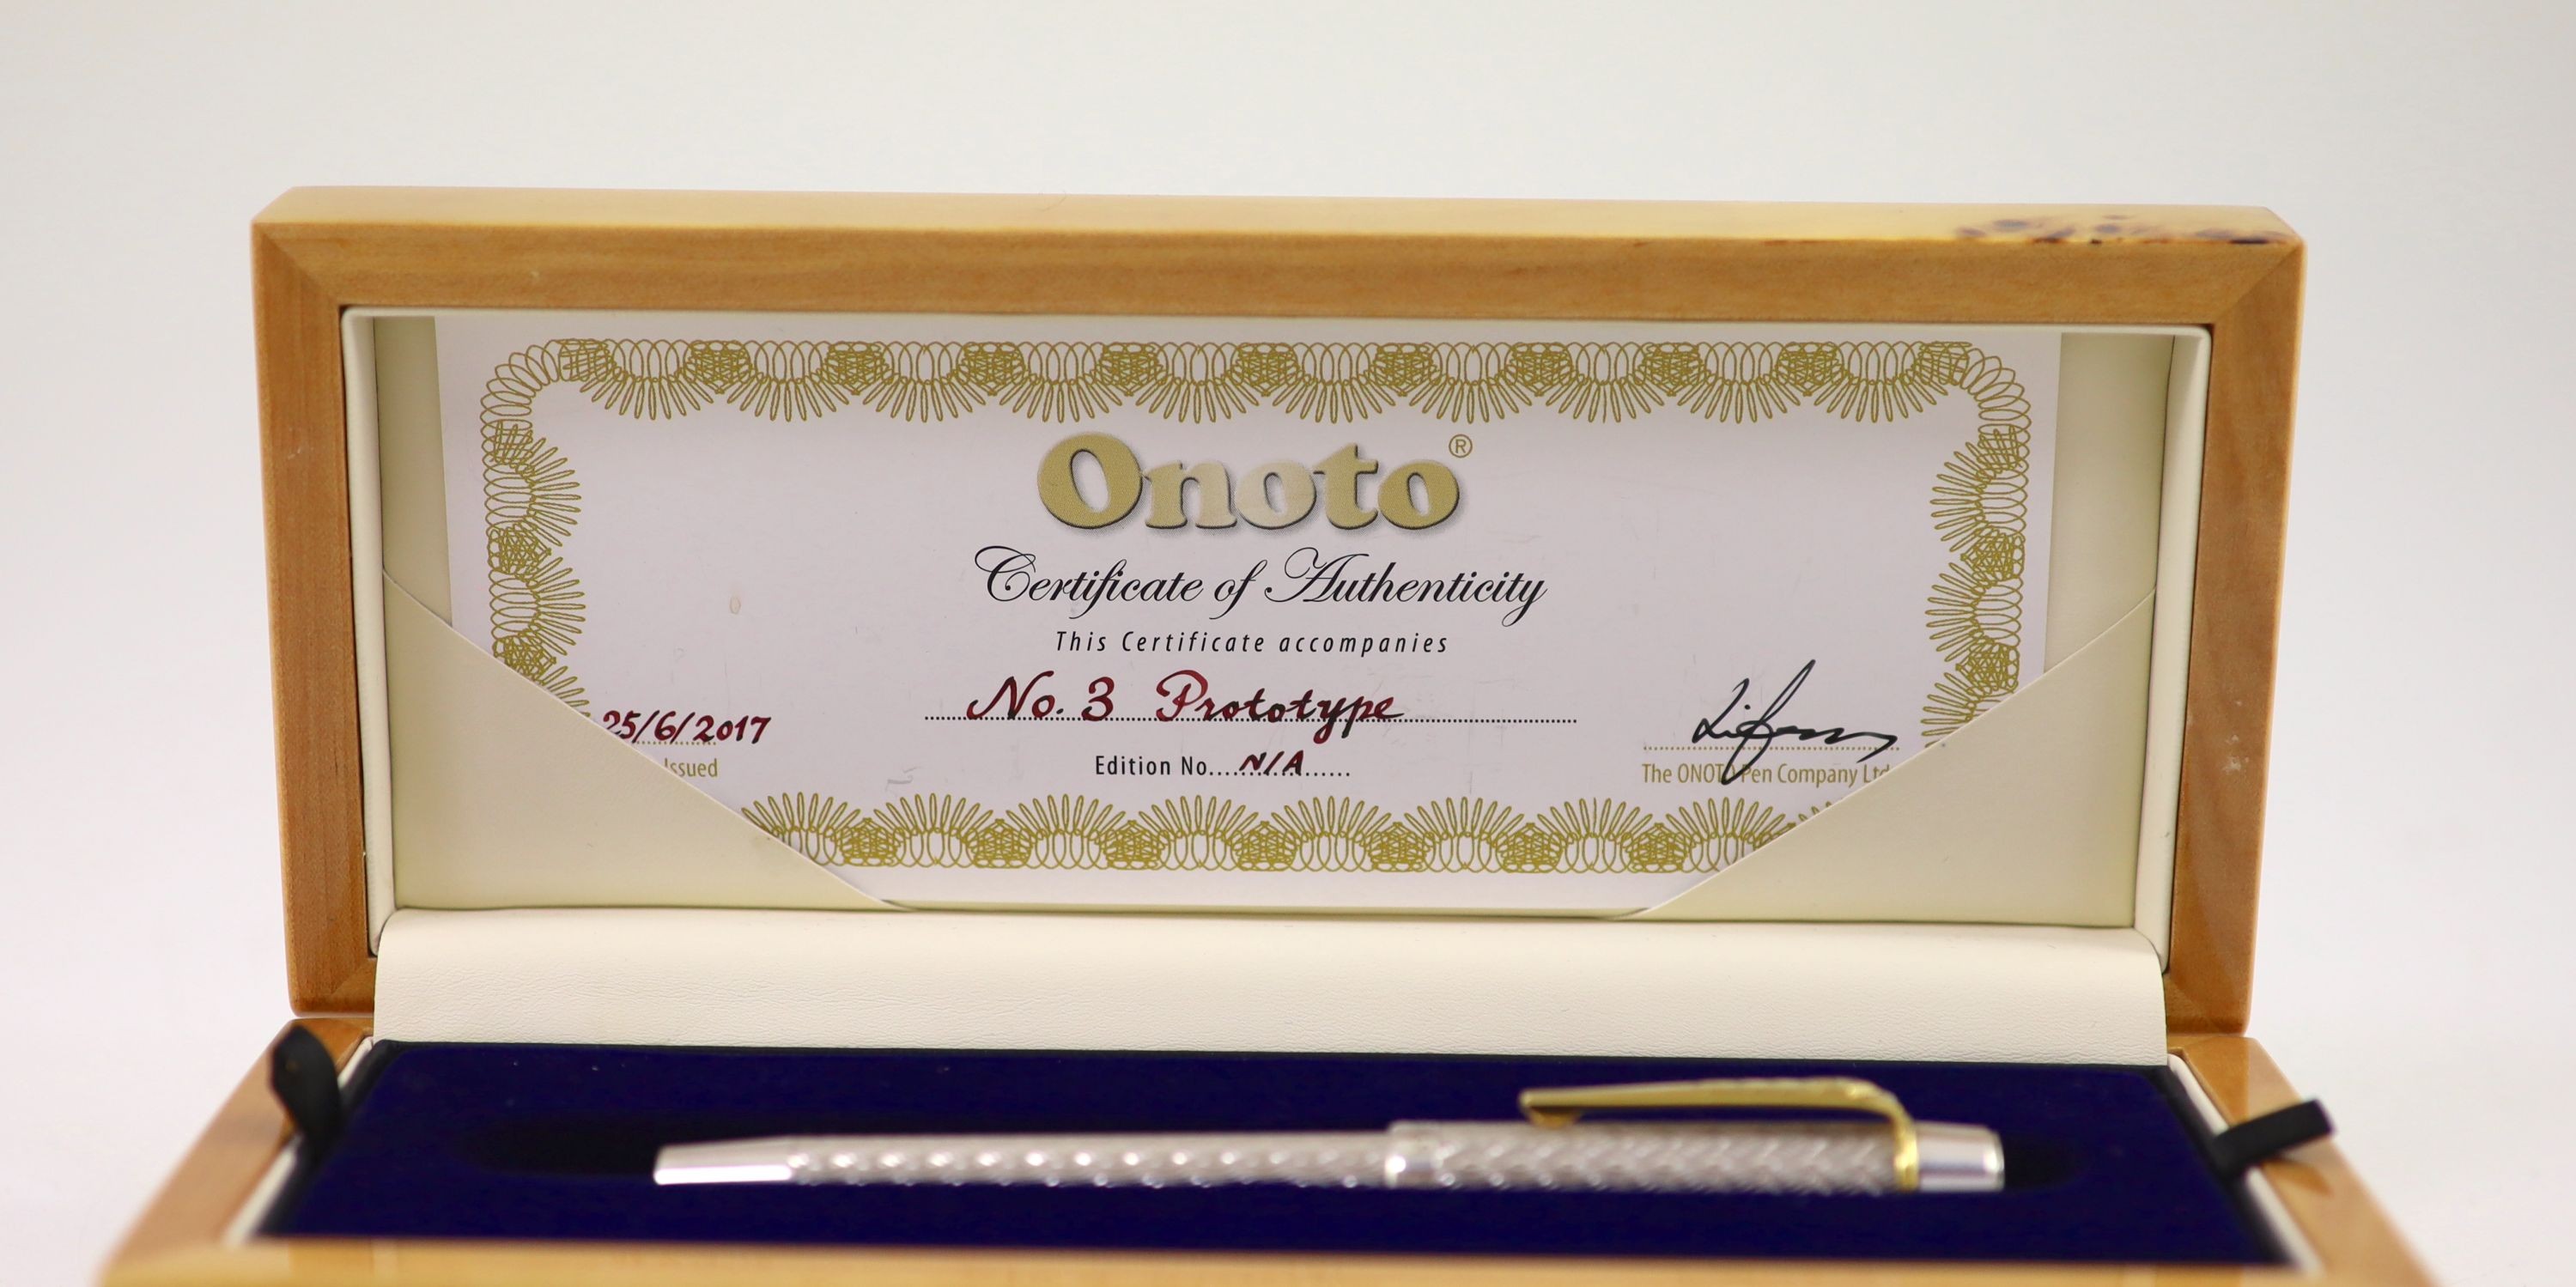 Onoto®
Certificate of Authenticity
This Certificate accompanies
No. 3 Prototype
25/6/2017
Issued
Edition No...N/A......
The ONOTO Pen Company Ltd